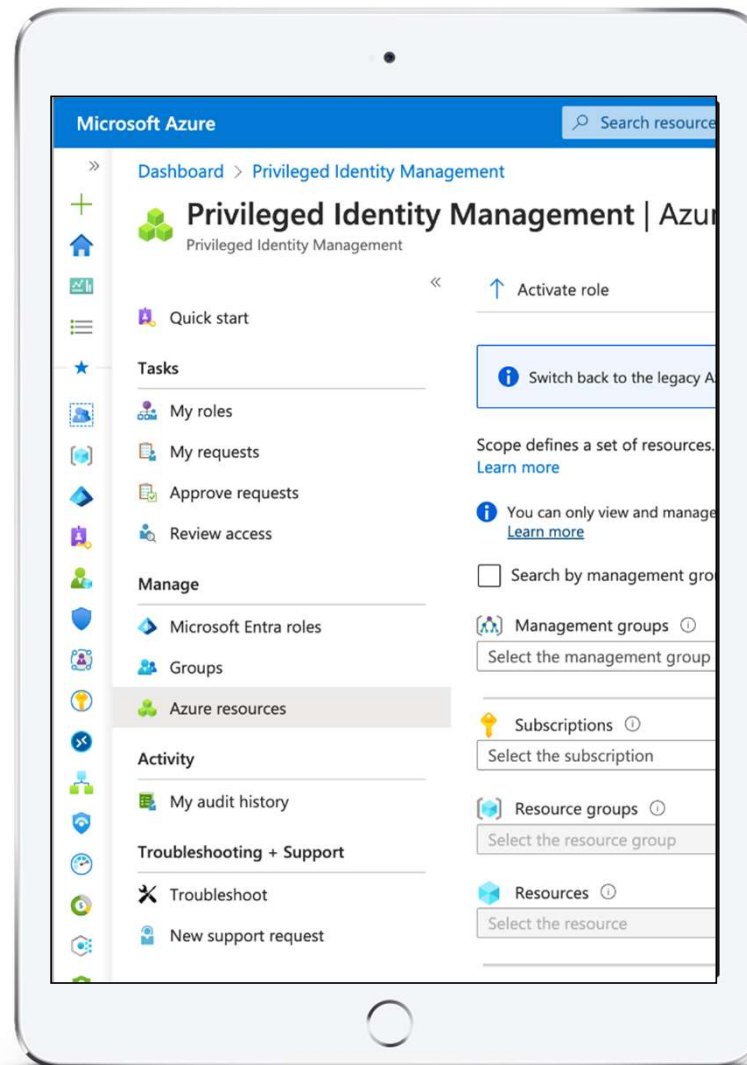 Microsoft Azure
Search resource
Dashboard > Privileged Identity Management
Privileged Identity Management | Azu
Privileged Identity Management
Quick start
Tasks
My roles
My requests
Approve requests
Review access
Manage
Microsoft Entra roles
Groups
Azure resources
Activity
My audit history
Troubleshooting + Support
Troubleshoot
New support request
Activate role
Switch back to the legacy A
Scope defines a set of resources.
Learn more
You can only view and manage
Learn more
Search by management gro
Management groups
Select the management group
Subscriptions
Select the subscription
Resource groups
Select the resource group
Resources
Select the resource